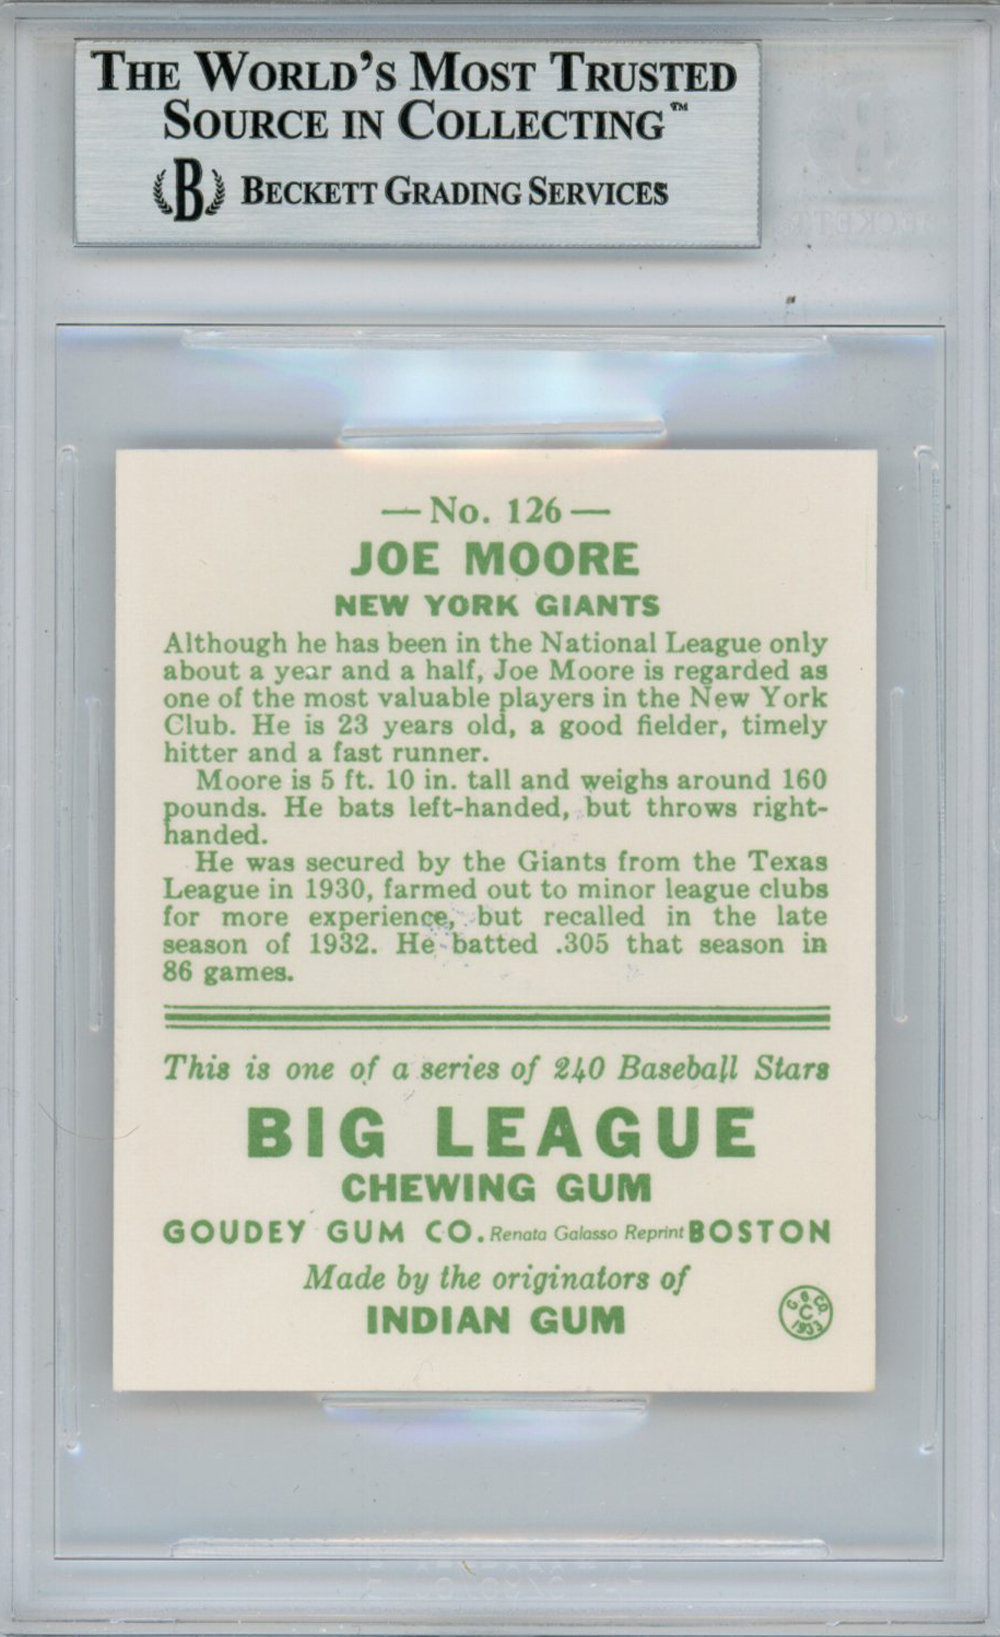 THE WORLD'S MOST TRUSTED
SOURCE IN COLLECTING™
B BECKETT GRADING SERVICES
— No. 126 —
JOE MOORE
NEW YORK GIANTS
Although he has been in the National League only
about a year and a half, Joe Moore is regarded as
one of the most valuable players in the New York
Club. He is 23 years old, a good fielder, timely
hitter and a fast runner.
Moore is 5 ft. 10 in. tall and weighs around 160
pounds. He bats left-handed, but throws right-
handed.
He was secured by the Giants from the Texas
League in 1930, farmed out to minor league clubs
for more experience, but recalled in the late
season of 1932. He batted .305 that season in
86 games.
This is one of a series of 240 Baseball Stars
BIG LEAGUE
CHEWING GUM
GOUDEY GUM CO. Renata Galasso Reprint BOSTON
Made by the originators of
INDIAN GUM
G. G. CO.
C
1933